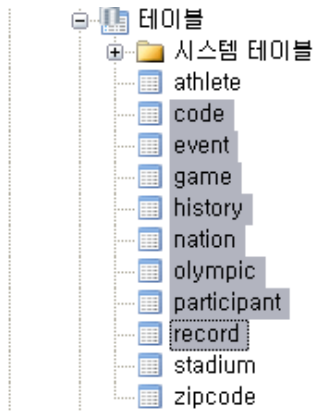 테이블
시스템 테이블
athlete
code
event
game
history
nation
olympic
participant
record
stadium
zipcode